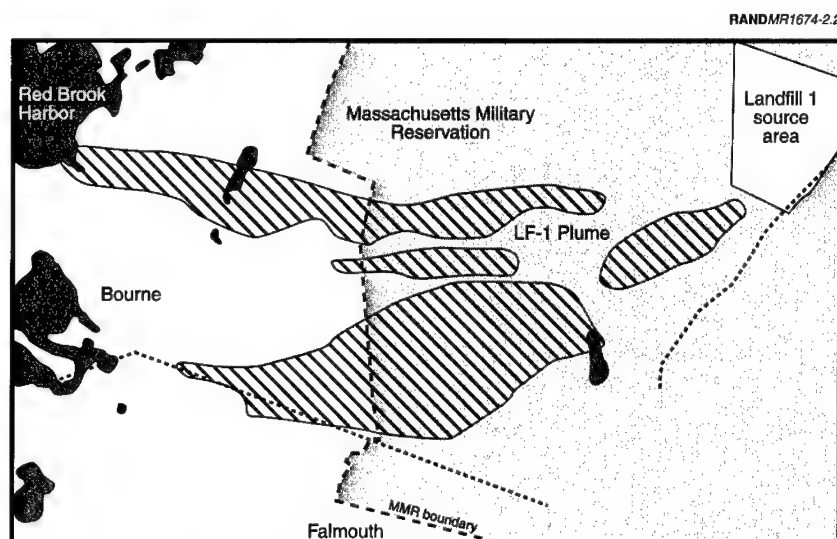 RANDMR1674-2.2
Red Brook
Harbor
Massachusetts Military
Reservation
Landfill 1
source
area
LF-1 Plume
Bourne
MMR boundary
Falmouth